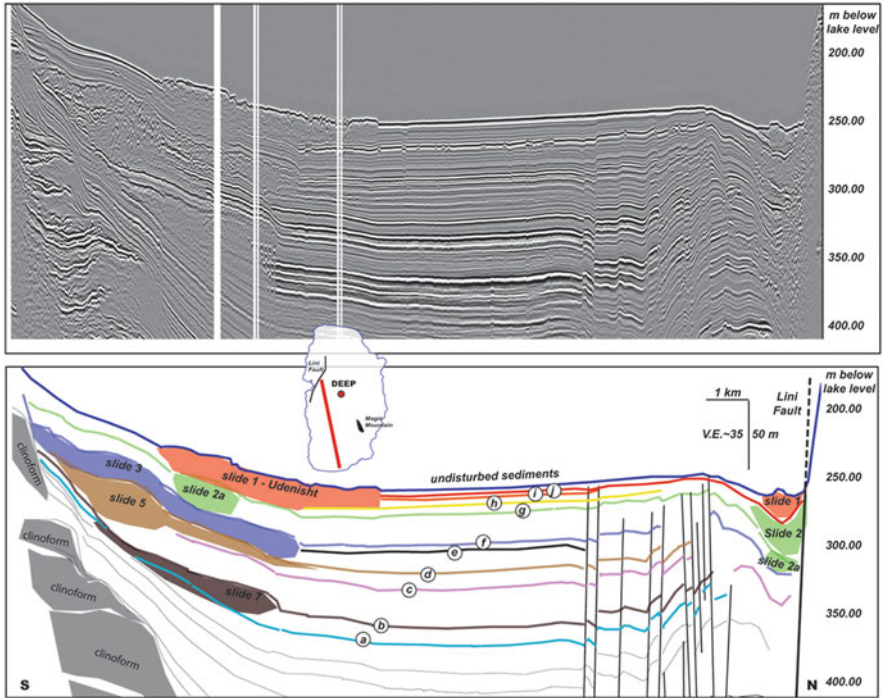 m below
lake level
200.00
250.00
300.00
350.00
400.00
Lini
Fault
DEEP
Magic
Mountain
m below
lake level
1 km
Lini
Fault
200.00
V.E.~35
50 m
clinoform
slide 3
slide 1 - Udenisht
undisturbed sediments
250.00
slide 2a
slide 5
i
j
h
g
slide 1
Slide 2
f
e
300.00
slide 2a
clinoform
d
c
slide 7
b
350.00
a
clinoform
S
N
400.00